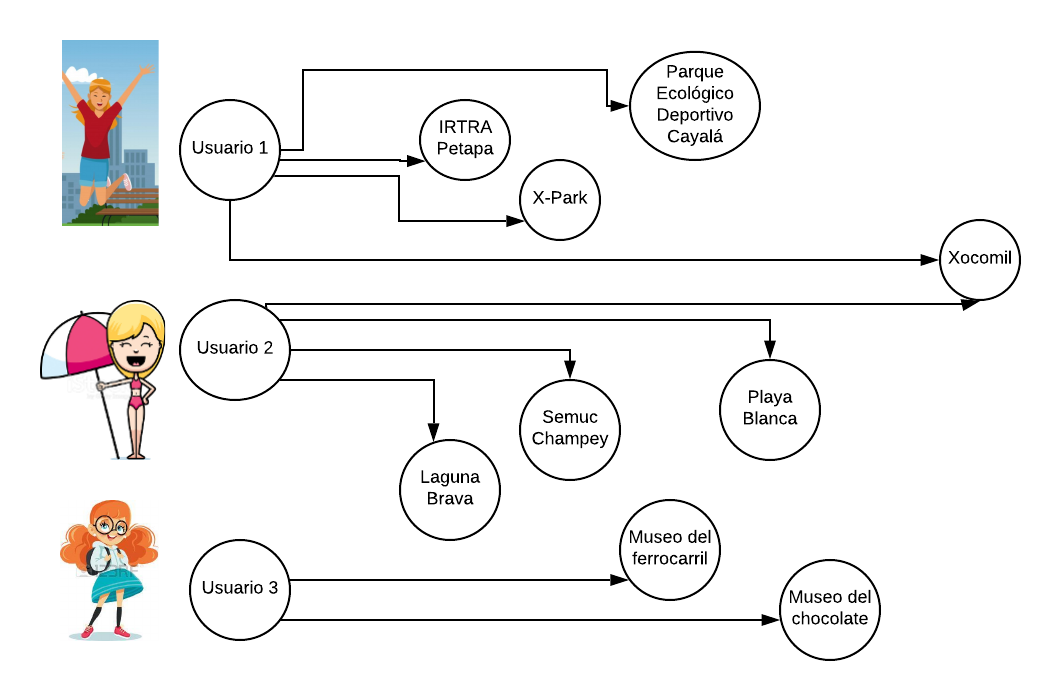 Parque
Ecológico
Deportivo
Cayalá
IRTRA
Petapa
Usuario 1
X-Park
Xocomil
Usuario 2
Playa
Blanca
Semuc
Champey
Laguna
Brava
Museo del
ferrocarril
Usuario 3
Museo del
chocolate